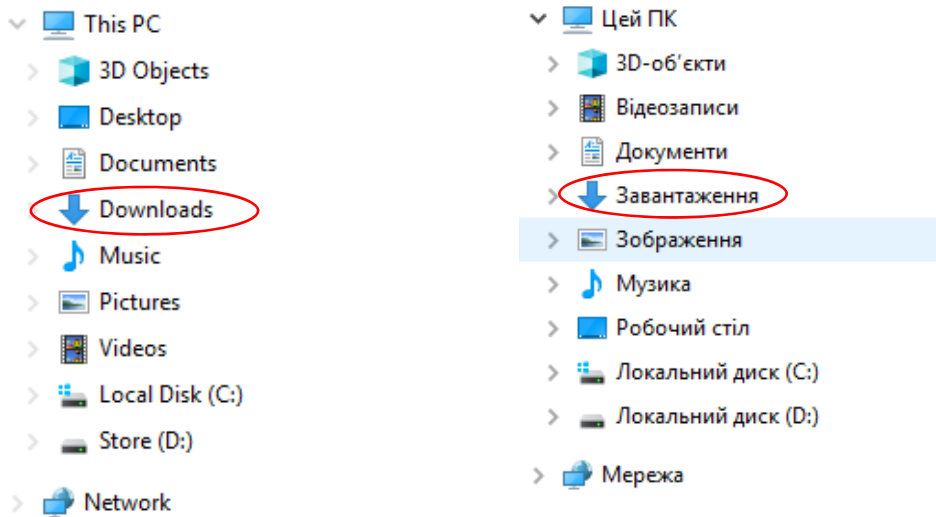 This PC
3D Objects
Desktop
Documents
Downloads
Music
Pictures
Videos
Local Disk (C:)
Store (D:)
Network
Цей ПК
3D-об'єкти
Відеозаписи
Документи
Завантаження
Зображення
Музика
Робочий стіл
Локальний диск (C:)
Локальний диск (D:)
Мережа